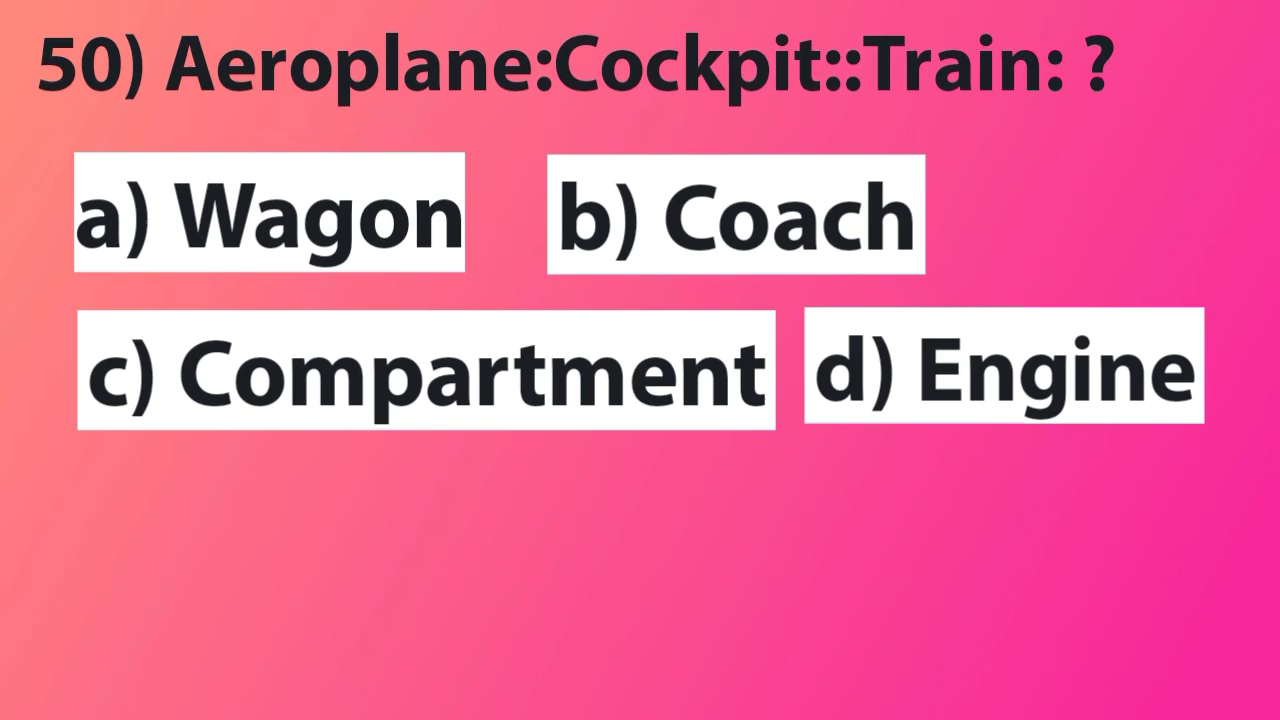 50) Aeroplane:Cockpit::Train: ?
a) Wagon b) Coach
c) Compartment d) Engine